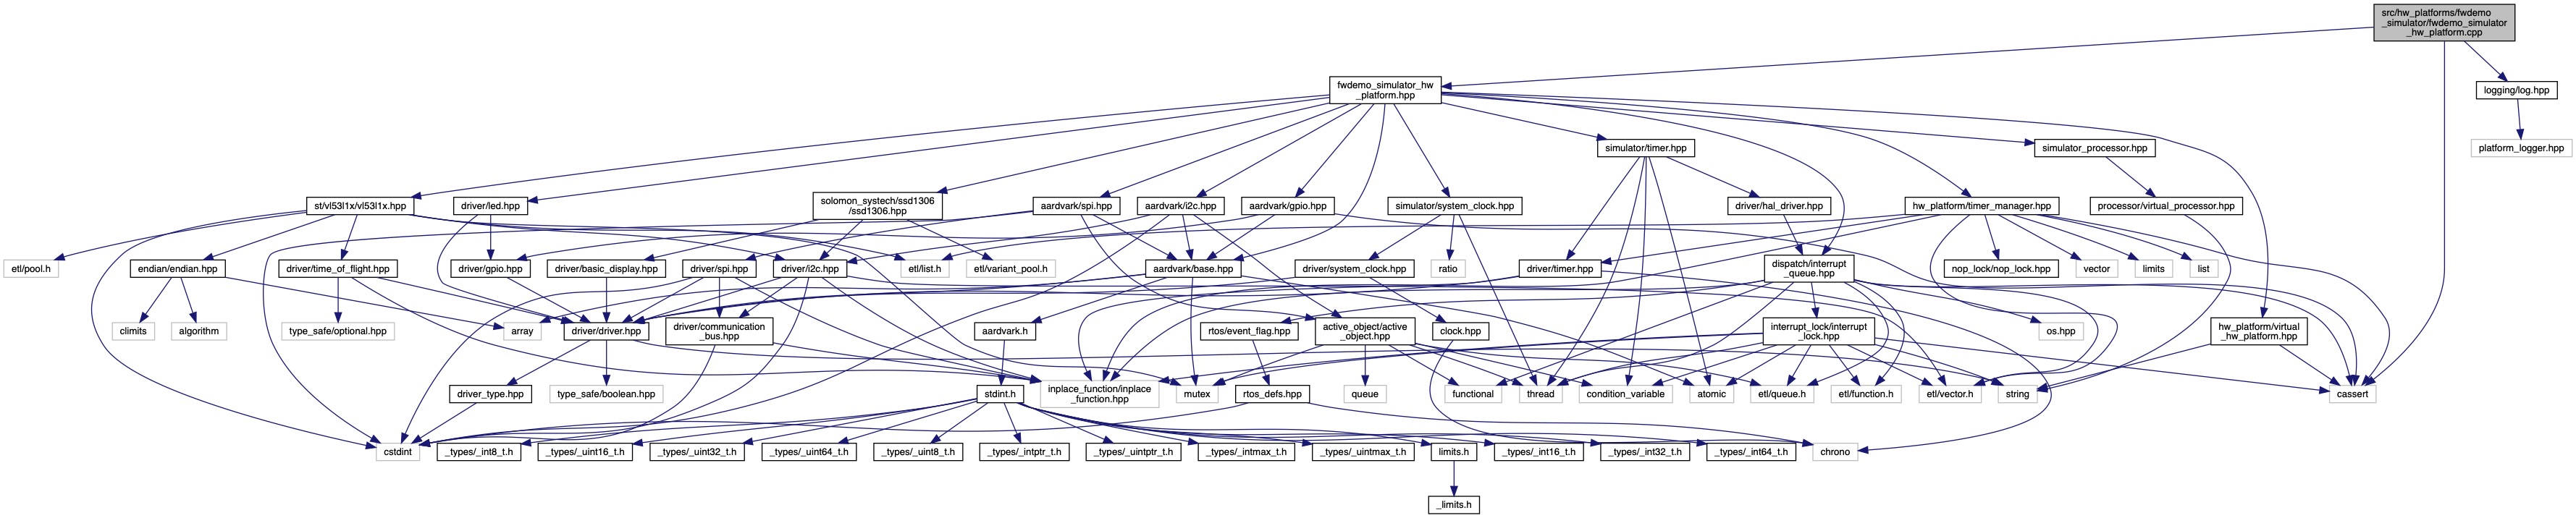 src/hw_platforms/fwdemo
_simulator/fwdemo_simulator
_hw_platform.cpp
fwdemo_simulator_hw
_platform.hpp
logging/log.hpp
simulator/timer.hpp
simulator_processor.hpp
platform_logger.hpp
st/vl53l1x/vl53l1x.hpp
driver/led.hpp
solomon_systech/ssd1306
/ssd1306.hpp
aardvark/spi.hpp
aardvark/i2c.hpp
aardvark/gpio.hpp
simulator/system_clock.hpp
driver/hal_driver.hpp
hw_platform/timer_manager.hpp
processor/virtual_processor.hpp
etl/pool.h
endian/endian.hpp
driver/time_of_flight.hpp
driver/gpio.hpp
driver/basic_display.hpp
driver/spi.hpp
driver/i2c.hpp
etl/list.h
etl/variant_pool.h
aardvark/base.hpp
driver/system_clock.hpp
ratio
driver/timer.hpp
dispatch/interrupt
_queue.hpp
nop_lock/nop_lock.hpp
vector
limits
list
climits
algorithm
type_safe/optional.hpp
array
driver/driver.hpp
driver/communication
_bus.hpp
aardvark.h
rtos/event_flag.hpp
active_object/active
_object.hpp
clock.hpp
interrupt_lock/interrupt
_lock.hpp
os.hpp
hw_platform/virtual
_hw_platform.hpp
driver_type.hpp
type_safe/boolean.hpp
stdint.h
inplace_function/inplace
_function.hpp
mutex
rtos_defs.hpp
queue
functional
thread
condition_variable
atomic
etl/queue.h
etl/function.h
etl/vector.h
string
cassert
cstdint
_types/_int8_t.h
_types/_uint16_t.h
_types/_uint32_t.h
_types/_uint64_t.h
_types/_uint8_t.h
_types/_intptr_t.h
_types/_uintptr_t.h
_types/_intmax_t.h
_types/_uintmax_t.h
limits.h
_types/_int16_t.h
_types/_int32_t.h
_types/_int64_t.h
chrono
_limits.h